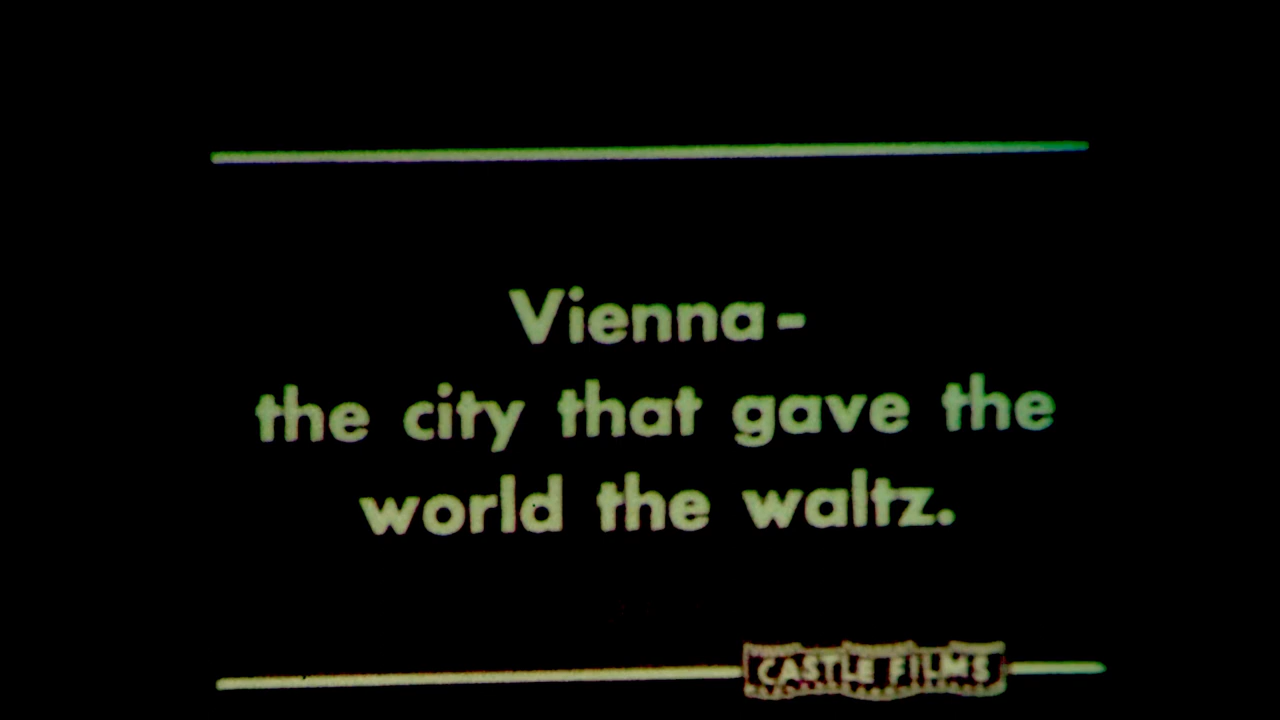 Vienna-
the city that gave the
world the waltz.
CASTLE FILMS